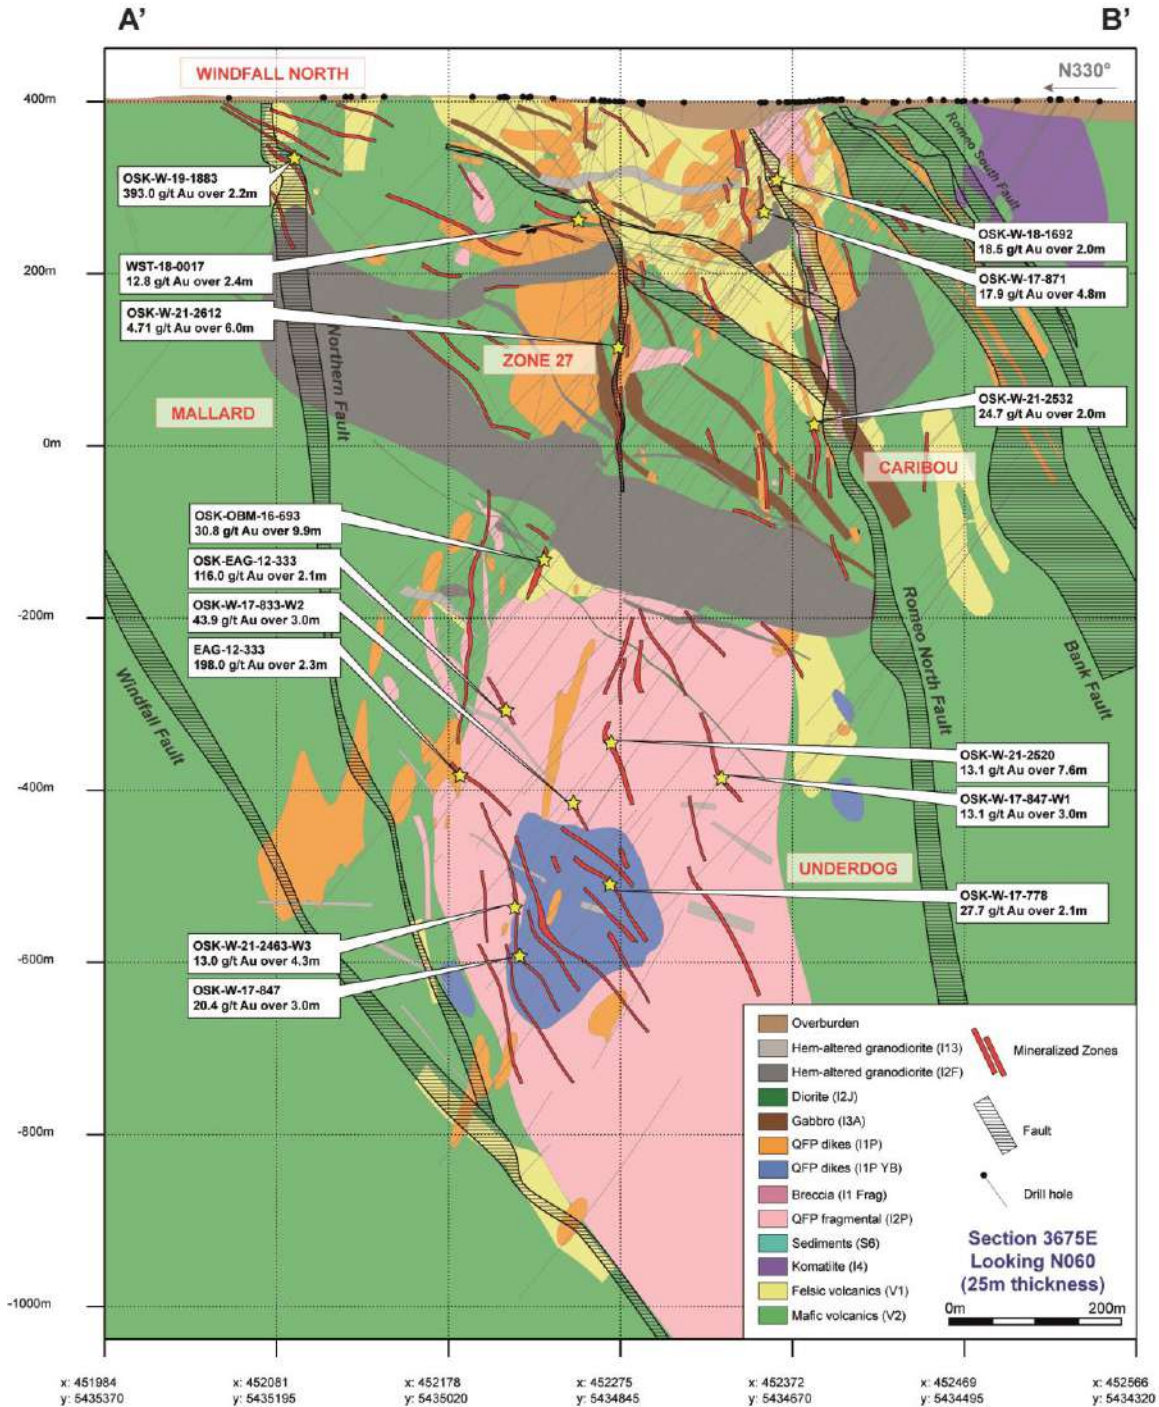 A’
B’
WINDFALL NORTH
N330°
400m
OSK-W-19-1883
393.0 g/t Au over 2.2m
Romeo South Fault
OSK-W-18-1692
18.5 g/t Au over 2.0m
WST-18-0017
12.8 g/t Au over 2.4m
200m
OSK-W-17-871
17.9 g/t Au over 4.8m
OSK-W-21-2612
4.71 g/t Au over 6.0m
ZONE 27
Northern Fault
MALLARD
OSK-W-21-2532
24.7 g/t Au over 2.0m
0m
CARIBOU
OSK-OBM-16-693
30.8 g/t Au over 9.9m
OSK-EAG-12-333
116.0 g/t Au over 2.1m
OSK-W-17-833-W2
43.9 g/t Au over 3.0m
-200m
EAG-12-333
198.0 g/t Au over 2.3m
Romeo North Fault
Bank Fault
Windfall Fault
OSK-W-21-2520
13.1 g/t Au over 7.6m
-400m
OSK-W-17-847-W1
13.1 g/t Au over 3.0m
UNDERDOG
OSK-W-17-778
27.7 g/t Au over 2.1m
OSK-W-21-2463-W3
13.0 g/t Au over 4.3m
-600m
OSK-W-17-847
20.4 g/t Au over 3.0m
Overburden
Hem-altered granodiorite (I13)
Hem-altered granodiorite (I2F)
Diorite (I2J)
Gabbro (I3A)
QFP dikes (I1P)
QFP dikes (I1P YB)
Breccia (I1 Frag)
QFP fragmental (I2P)
Sediments (S6)
Komatiite (I4)
Felsic volcanics (V1)
Mafic volcanics (V2)
Mineralized Zones
Fault
Drill hole
Section 3675E
Looking N060
(25m thickness)
0m 200m
-800m
-1000m
x: 451984
y: 5435370
x: 452081
y: 5435195
x: 452178
y: 5435020
x: 452275
y: 5434845
x: 452372
y: 5434670
x: 452469
y: 5434495
x: 452566
y: 5434320